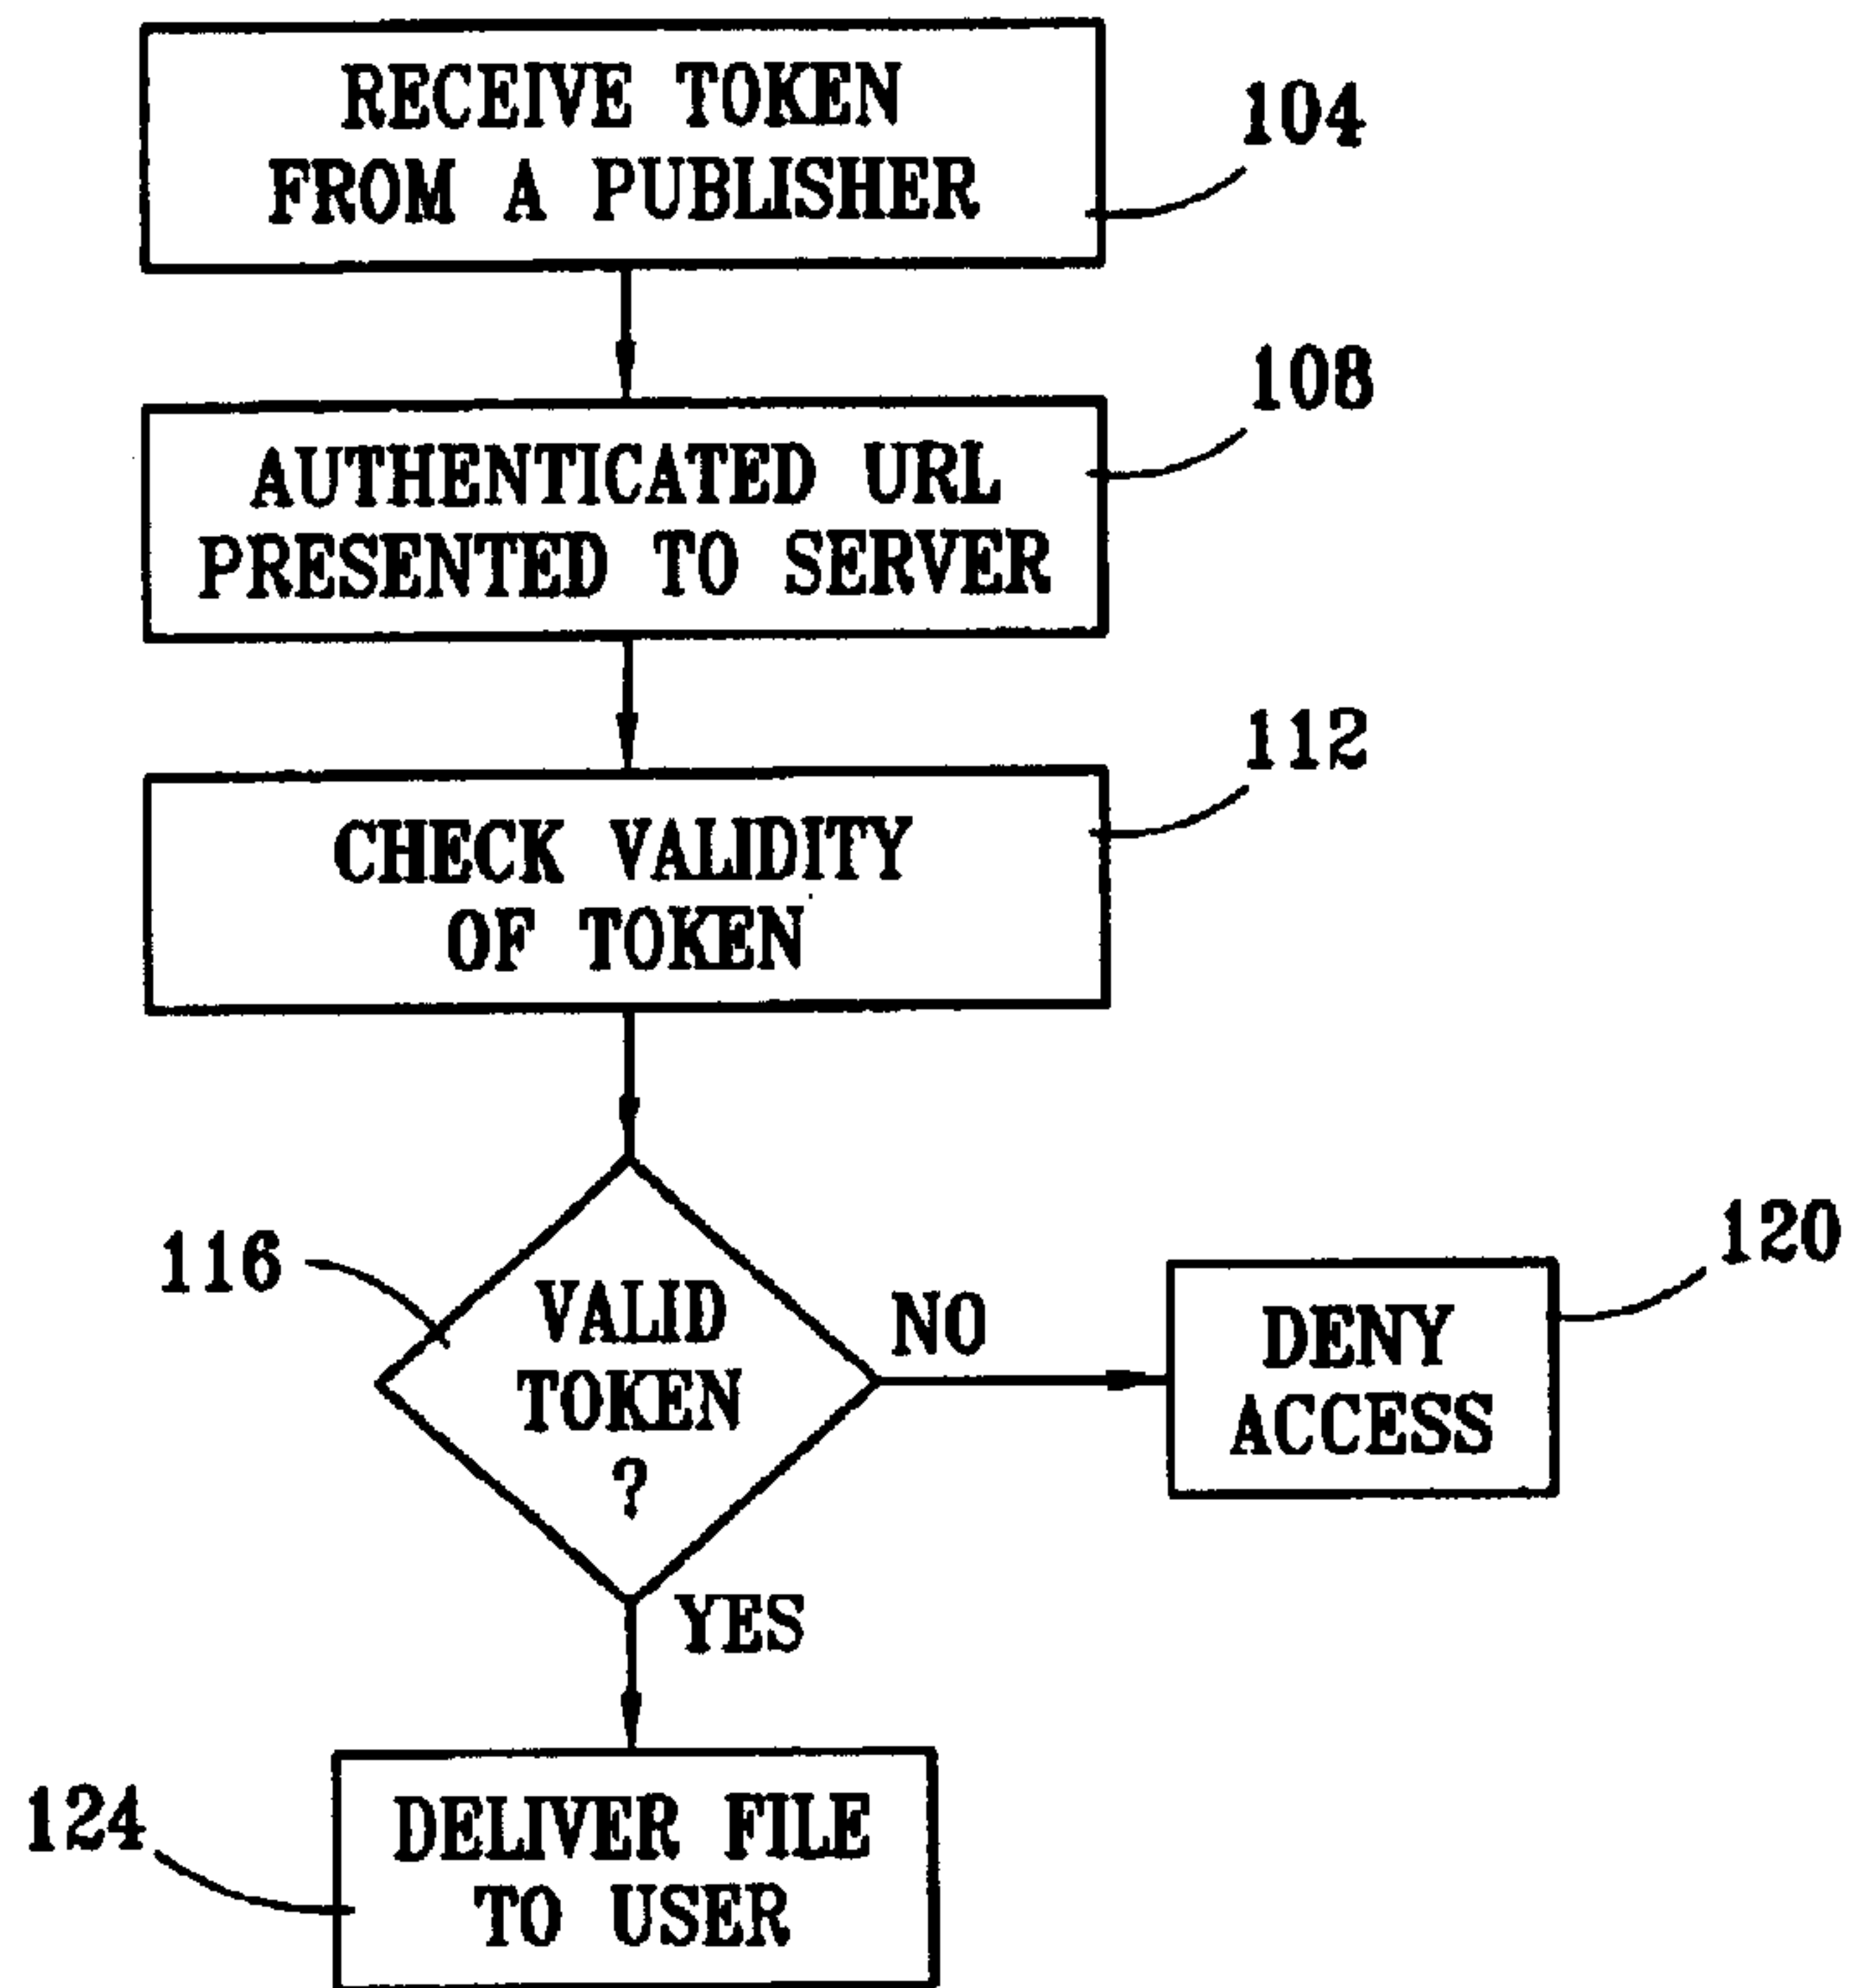 RECEIVE TOKEN
FROM A PUBLISHER
104
AUTHENTICATED URL
PRESENTED TO SERVER
108
CHECK VALIDITY
OF TOKEN
112
116
VALID
TOKEN
?
NO
DENY
ACCESS
120
YES
DELIVER FILE
TO USER
124